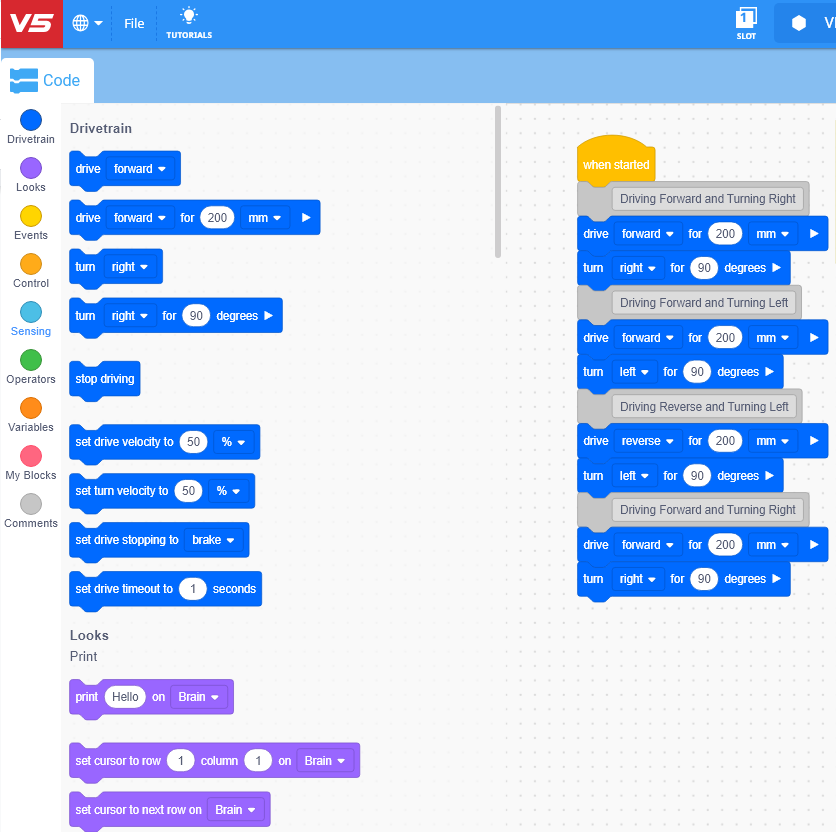 V5
File
TUTORIALS
1
SLOT
Code
Drivetrain
Looks
Events
Control
Sensing
Operators
Variables
My Blocks
Comments
Drivetrain
drive forward
drive forward for 200 mm
turn right
turn right for 90 degrees
stop driving
set drive velocity to 50 %
set turn velocity to 50 %
set drive stopping to brake
set drive timeout to 1 seconds
Looks
Print
print Hello on Brain
set cursor to row 1 column 1 on Brain
set cursor to next row on Brain
when started
Driving Forward and Turning Right
drive forward for 200 mm
turn right for 90 degrees
Driving Forward and Turning Left
drive forward for 200 mm
turn left for 90 degrees
Driving Reverse and Turning Left
drive reverse for 200 mm
turn left for 90 degrees
Driving Forward and Turning Right
drive forward for 200 mm
turn right for 90 degrees